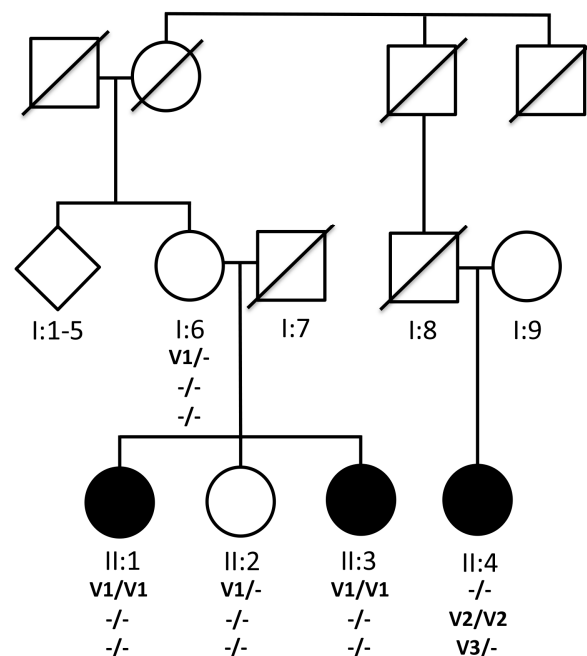 I:1-5
I:6
I:7
I:8
I:9
V1/-
-/-
-/-
II:1
II:2
II:3
II:4
V1/V1
V1/-
V1/V1
-/-
-/-
-/-
-/-
V2/V2
-/-
-/-
-/-
V3/-